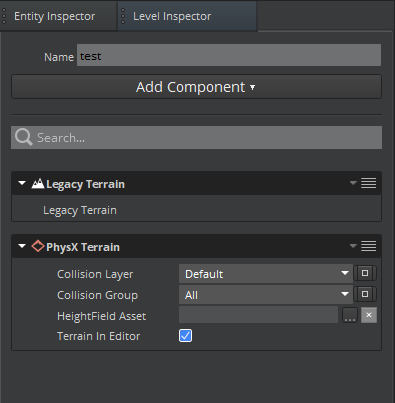 Entity Inspector Level Inspector
Name test
Add Component
Search...
Legacy Terrain
Legacy Terrain
PhysX Terrain
Collision Layer Default
Collision Group All
HeightField Asset ...
Terrain In Editor